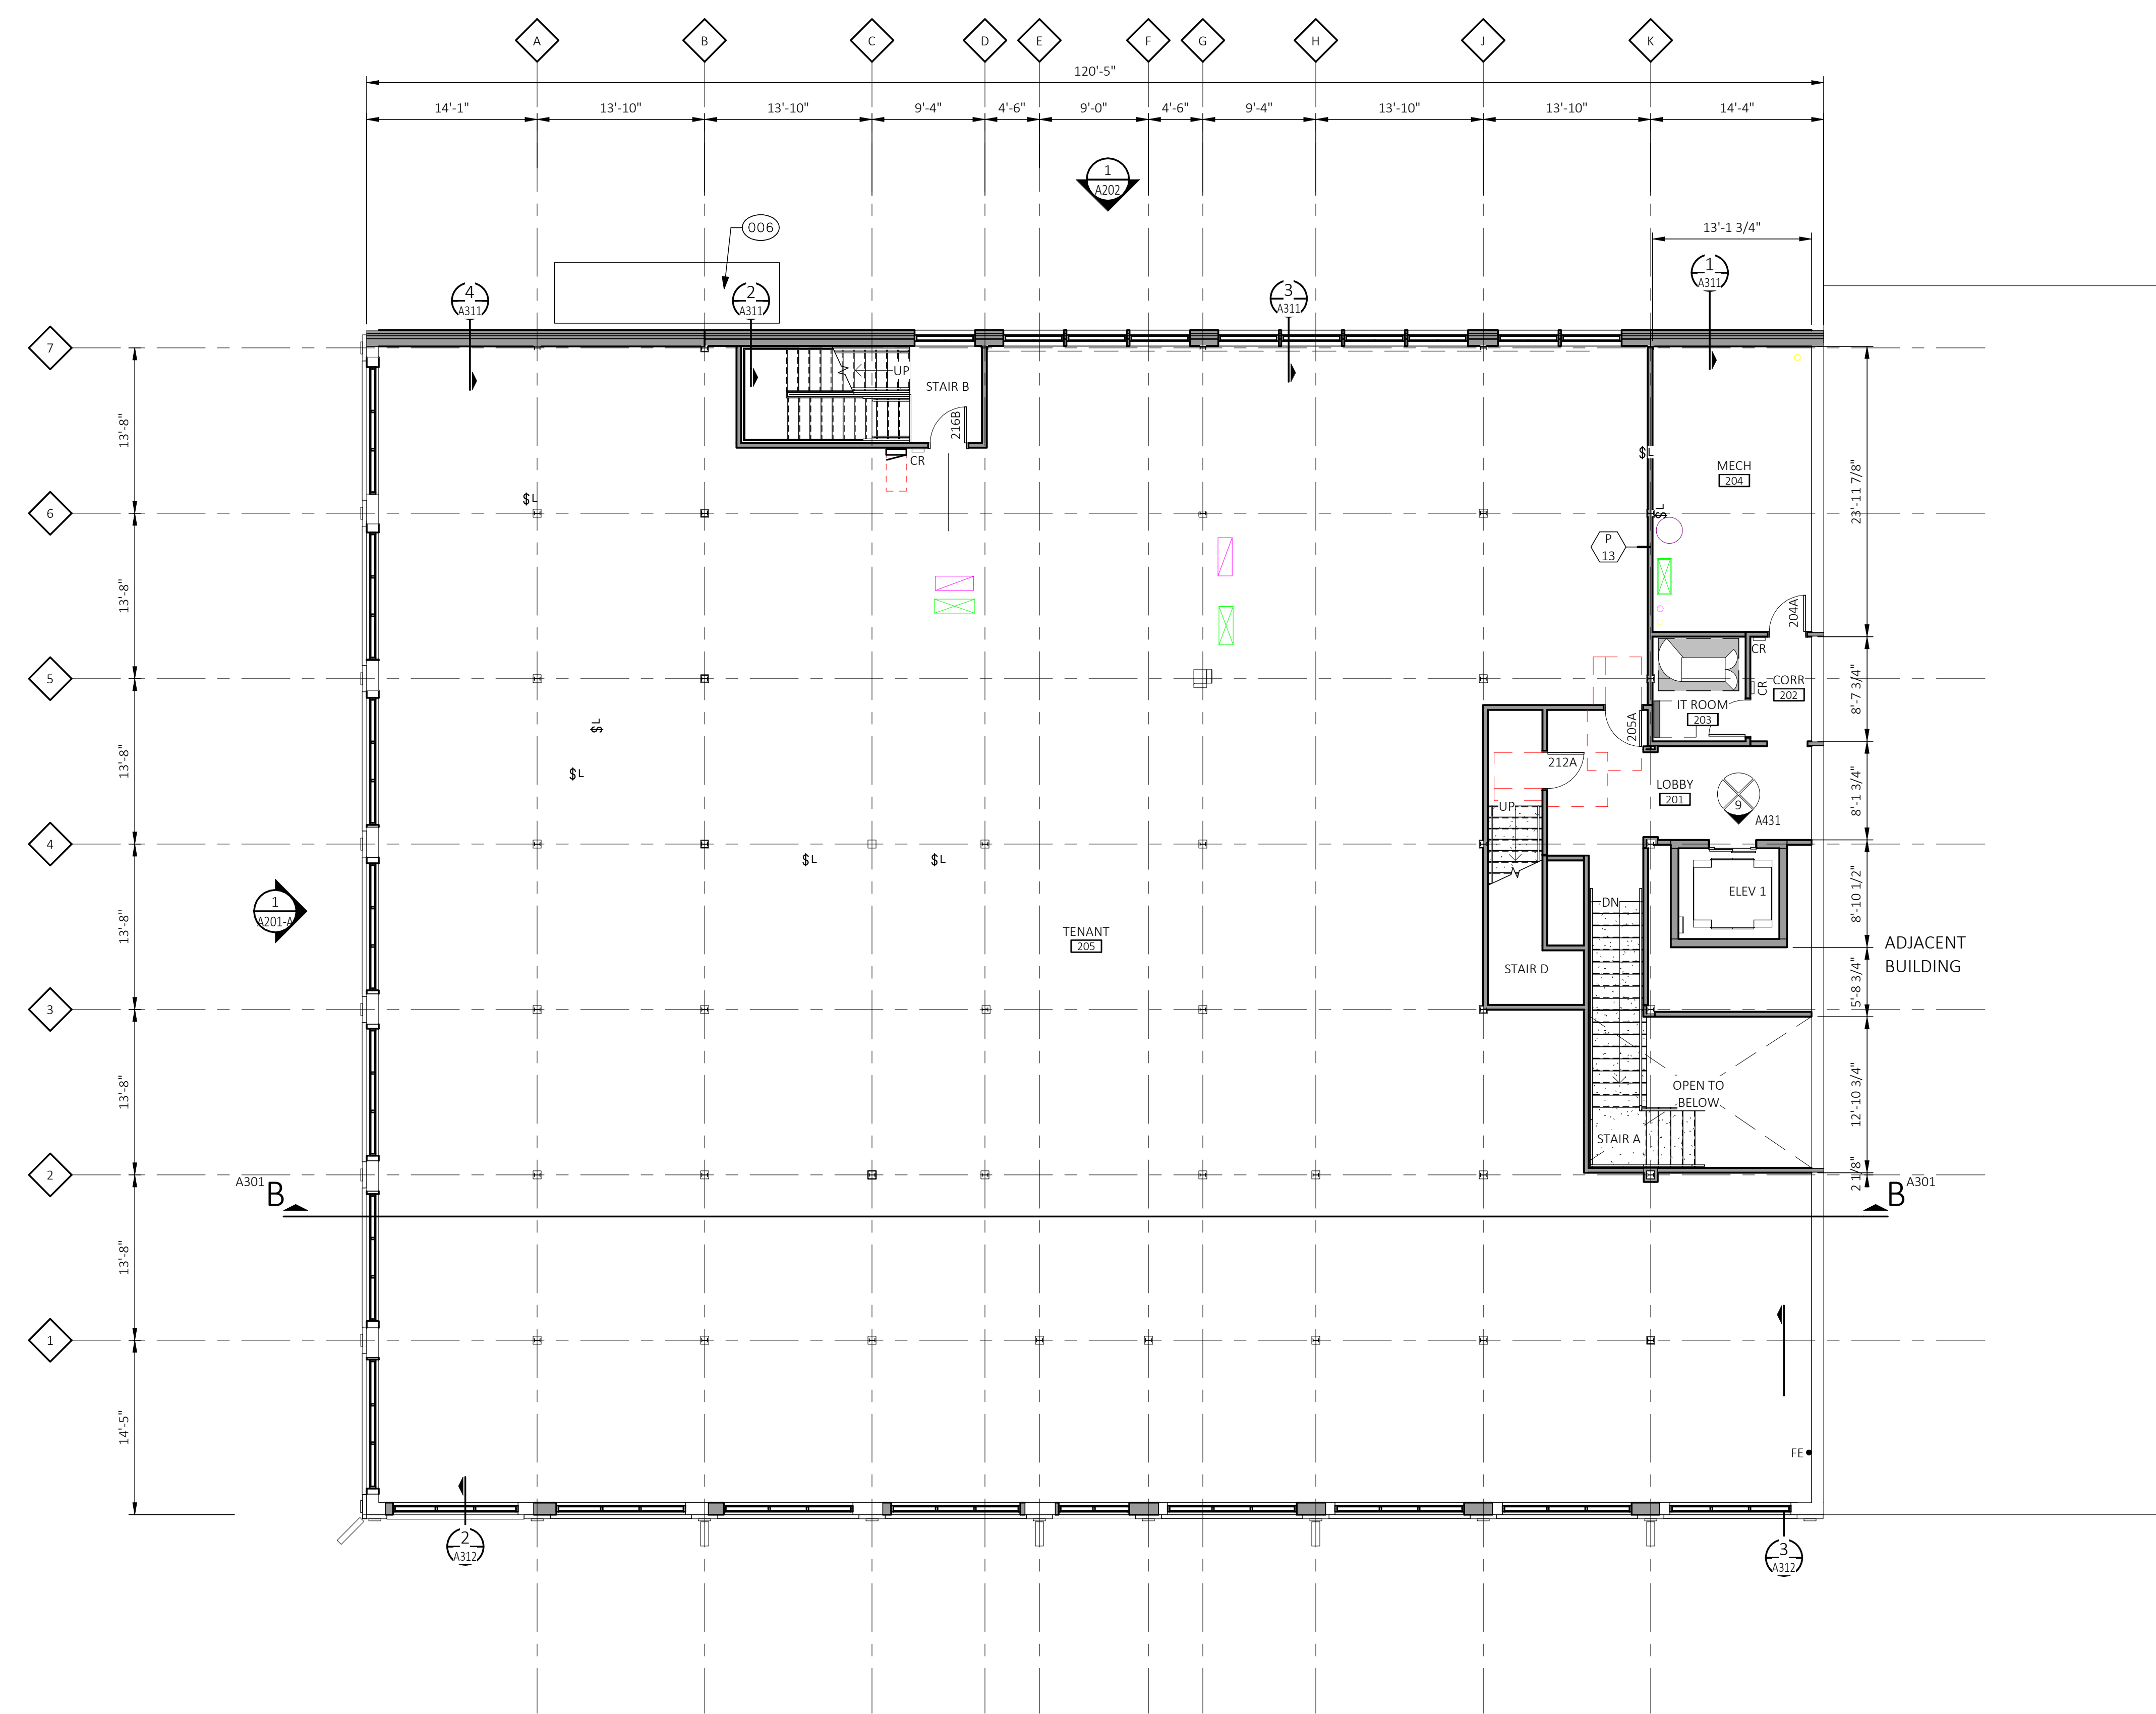 A B C D E F G H J K
120'-5"
14'-1" 13'-10" 13'-10" 9'-4" 4'-6" 9'-0" 4'-6" 9'-4" 13'-10" 13'-10" 14'-4"
1
A202
006
13'-1 3/4"
4
A311
2
A311
3
A311
1
A311
7
UP
STAIR B
216B
CR
13'-8"
$L
MECH
204
23'-11 7/8"
$L
6
$L
P
13
13'-8"
204A
CR
5
CORR
202
CR
8'-7 3/4"
IT ROOM
203
205A
$L
13'-8"
212A
$L
LOBBY
201
9
A431
8'-1 3/4"
UP
4
$L
$L
ELEV 1
8'-10 1/2"
1
A201-A
DN
13'-8"
TENANT
205
ADJACENT
BUILDING
STAIR D
5'-8 3/4"
3
13'-8"
OPEN TO
BELOW
12'-10 3/4"
STAIR A
2
2 1/8"
A301
B
B
A301
13'-8"
1
14'-5"
FE
2
A312
3
A312